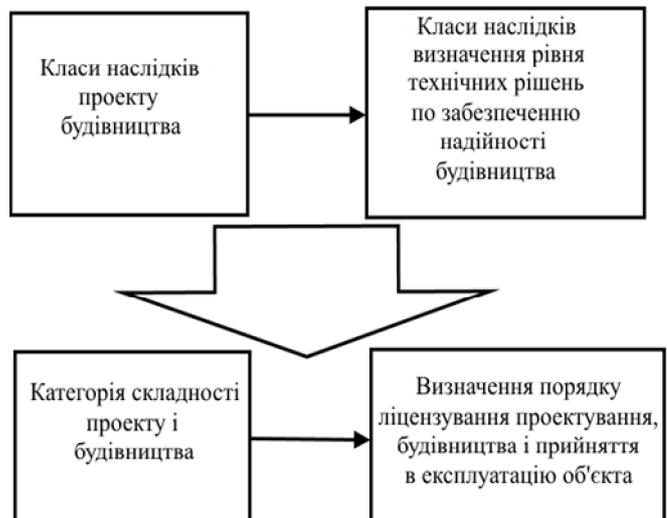 Класи наслідків
проекту
будівництва
Класи наслідків
визначення рівня
технічних рішень
по забезпеченню
надійності
будівництва
Категорія складності
проекту і
будівництва
Визначення порядку
ліцензування проектування,
будівництва і прийняття
в експлуатацію об'єкта